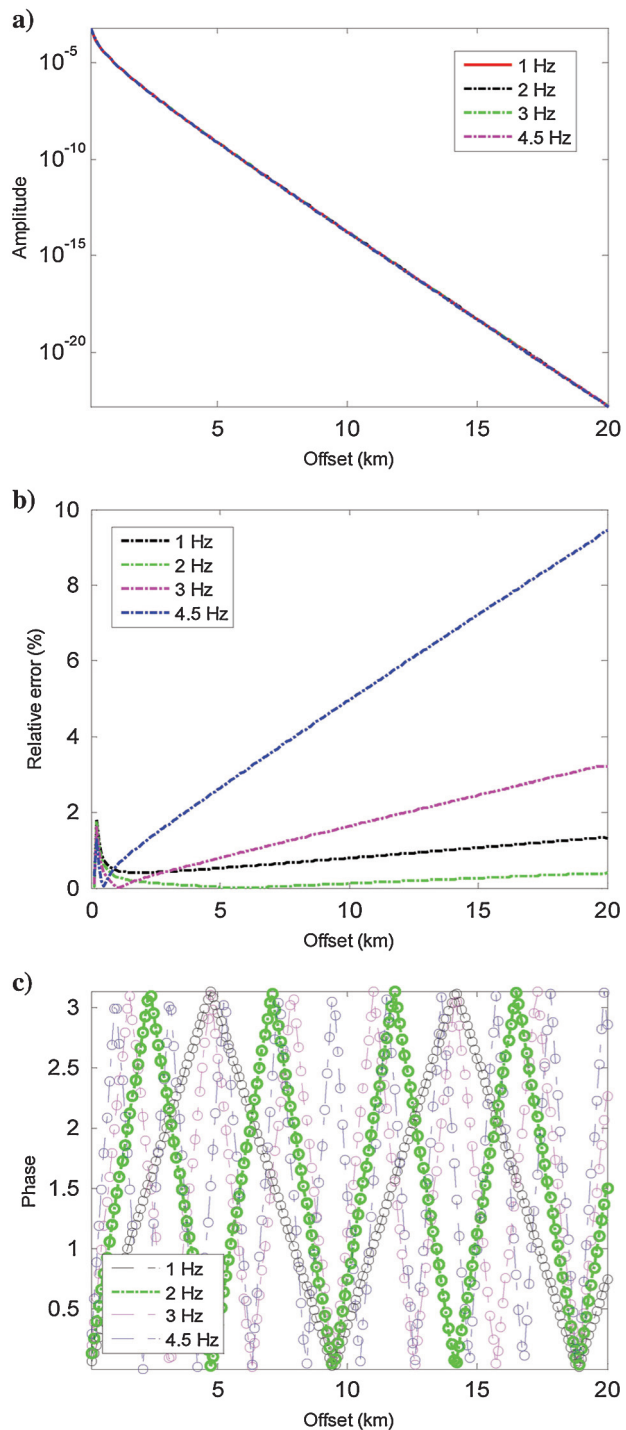 a)
10^-5
10^-10
10^-15
10^-20
Amplitude
1 Hz
2 Hz
3 Hz
4.5 Hz
5 10 15 20
Offset (km)
b)
10
8
6
4
2
0
Relative error (%)
1 Hz
2 Hz
3 Hz
4.5 Hz
0 5 10 15 20
Offset (km)
c)
3
2.5
2
1.5
1
0.5
Phase
1 Hz
2 Hz
3 Hz
4.5 Hz
0 5 10 15 20
Offset (km)